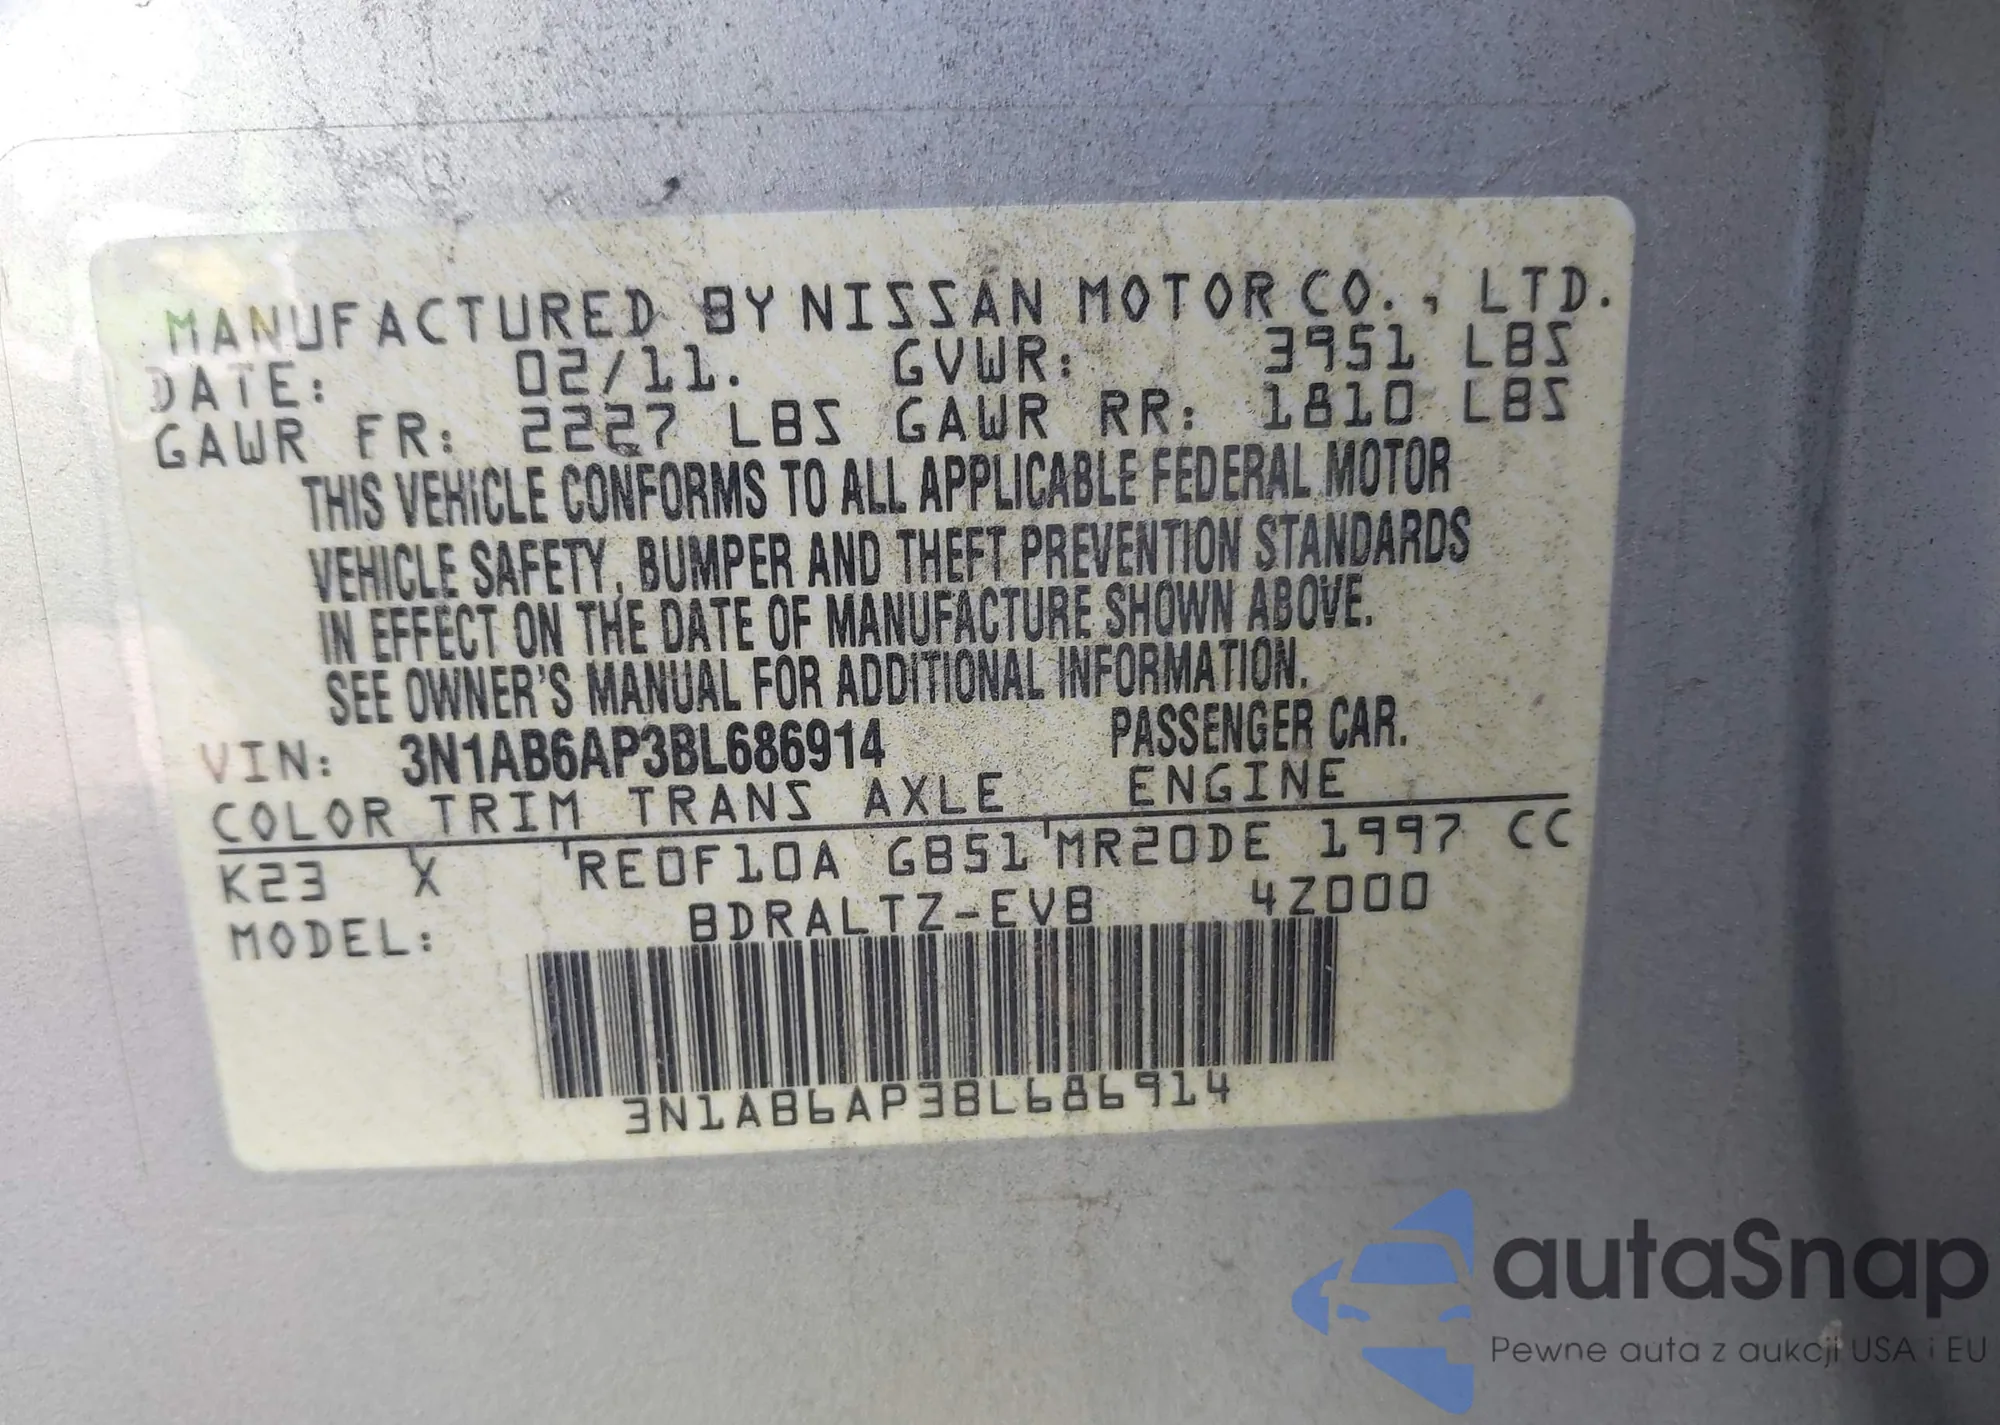 MANUFACTURED BY NISSAN MOTOR CO., LTD.
DATE: 02/11. GVWR: 3951 LBS
GAWR FR: 2227 LBS GAWR RR: 1810 LBS
THIS VEHICLE CONFORMS TO ALL APPLICABLE FEDERAL MOTOR
VEHICLE SAFETY, BUMPER AND THEFT PREVENTION STANDARDS
IN EFFECT ON THE DATE OF MANUFACTURE SHOWN ABOVE.
SEE OWNER'S MANUAL FOR ADDITIONAL INFORMATION.
VIN: 3N1AB6AP3BL686914 PASSENGER CAR.
COLOR TRIM TRANS AXLE ENGINE
K23 X RE0F10A GB51 MR20DE 1997 CC
MODEL: BDRALTZ-EVB 4Z000
3N1AB6AP3BL686914
autaSnap
Pewne auta z aukcji USA i EU